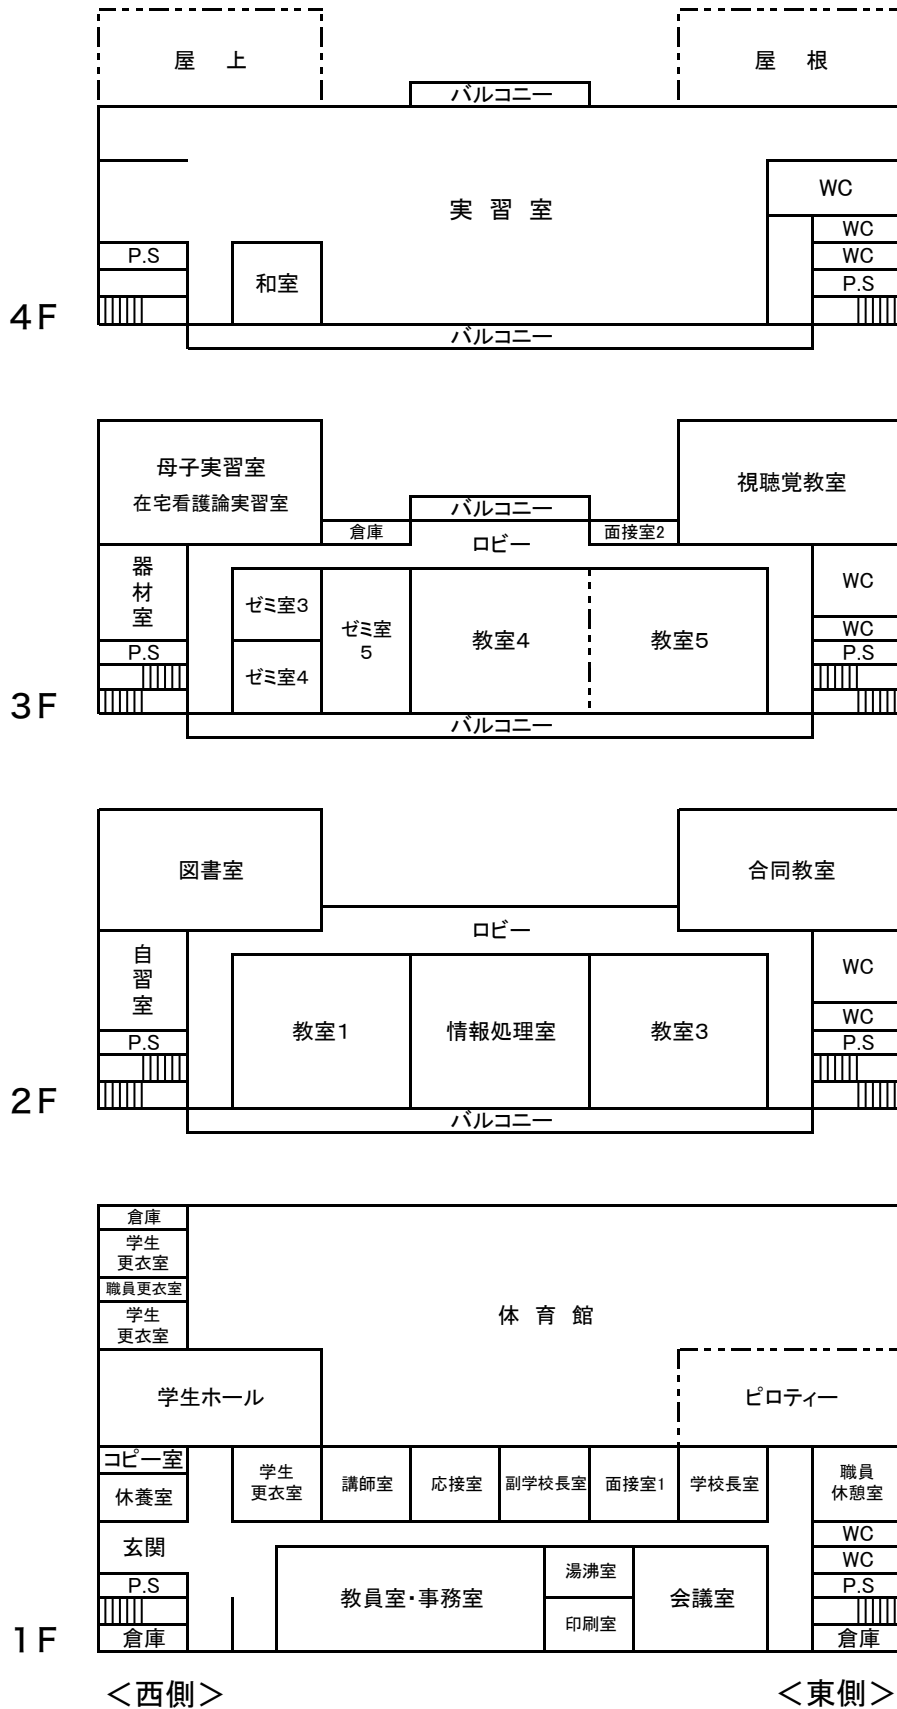 屋 上
屋 根
バルコニー
実 習 室
WC
WC
WC
P.S
P.S
和室
4F
バルコニー
母子実習室
在宅看護論実習室
視聴覚教室
バルコニー
倉庫
ロビー
面接室2
器
材
室
ゼミ室3
ゼミ室
5
教室4
教室5
WC
WC
P.S
P.S
ゼミ室4
3F
バルコニー
図書室
合同教室
ロビー
自
習
室
教室1
情報処理室
教室3
WC
WC
P.S
P.S
2F
バルコニー
倉庫
学生
更衣室
職員更衣室
学生
更衣室
体 育 館
学生ホール
ピロティー
コピー室
休養室
学生
更衣室
講師室
応接室
副学校長室
面接室1
学校長室
職員
休憩室
玄関
WC
WC
P.S
P.S
教員室・事務室
湯沸室
印刷室
会議室
1F
倉庫
倉庫
＜西側＞
＜東側＞